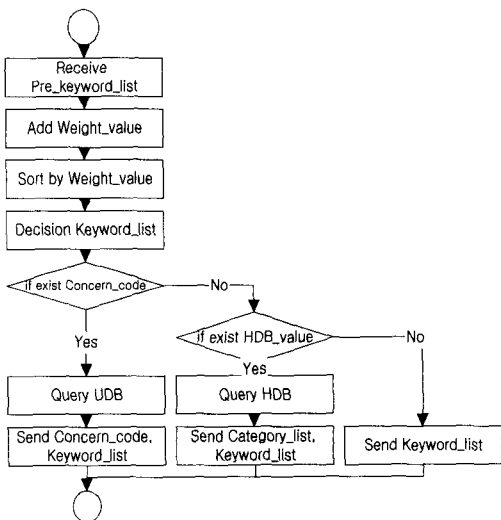 Receive
Pre_keyword_list
Add Weight_value
Sort by Weight_value
Decision Keyword_list
if exist Concern_code
No
Yes
if exist HDB_value
No
Yes
Query UDB
Query HDB
Send Concern_code,
Keyword_list
Send Category_list,
Keyword_list
Send Keyword_list